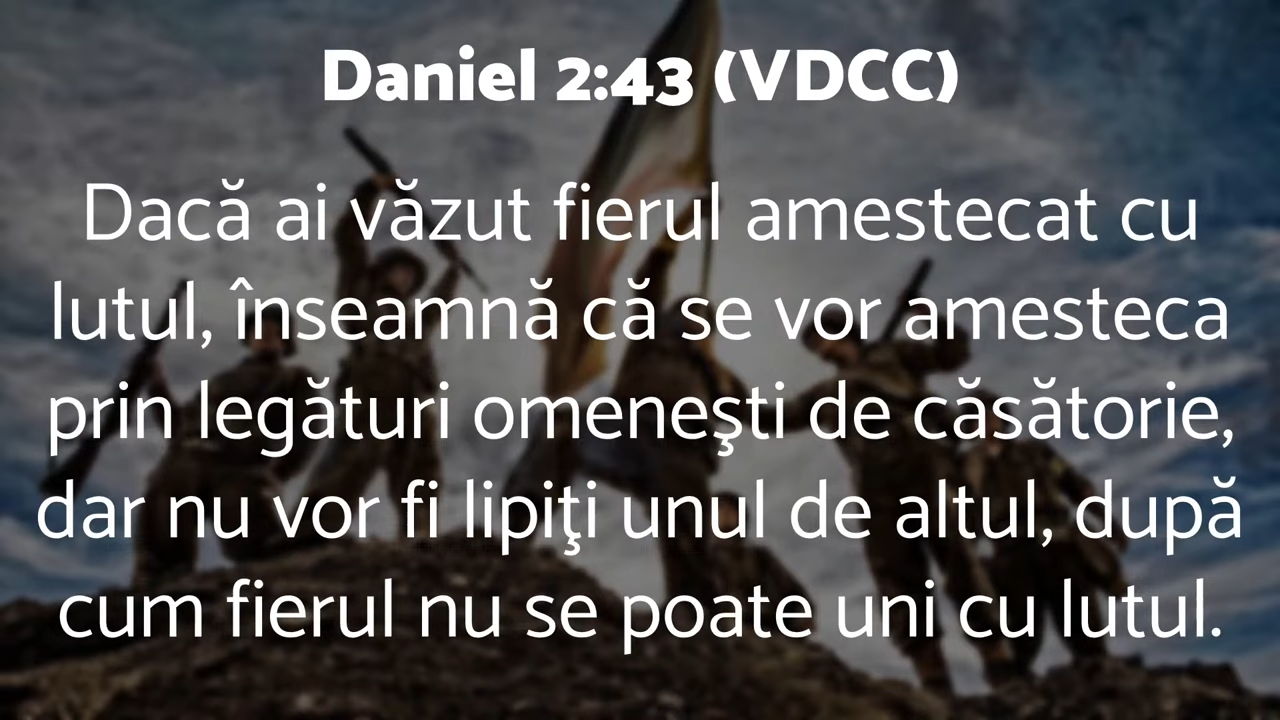 Daniel 2:43 (VDCC)
Dacă ai văzut fierul amestecat cu
lutul, înseamnă că se vor amesteca
prin legături omeneşti de căsătorie,
dar nu vor fi lipiţi unul de altul, după
cum fierul nu se poate uni cu lutul.